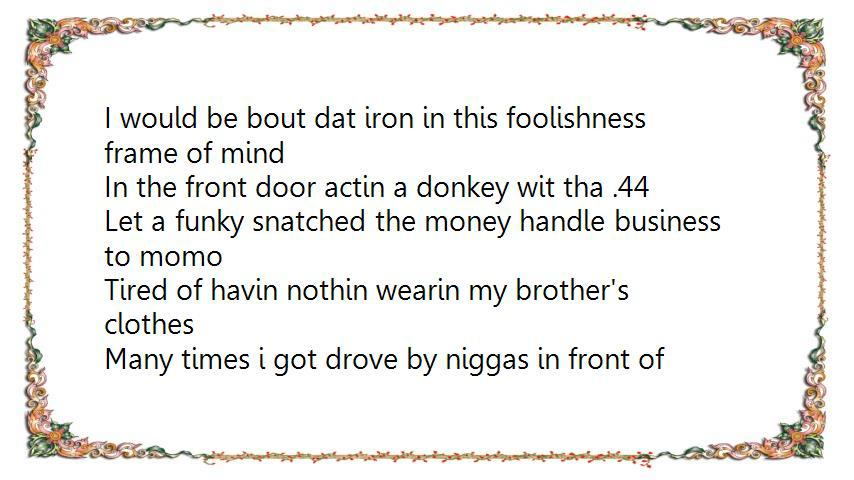 I would be bout dat iron in this foolishness
frame of mind
In the front door actin a donkey wit tha .44
Let a funky snatched the money handle business
to momo
Tired of havin nothin wearin my brother's
clothes
Many times i got drove by niggas in front of